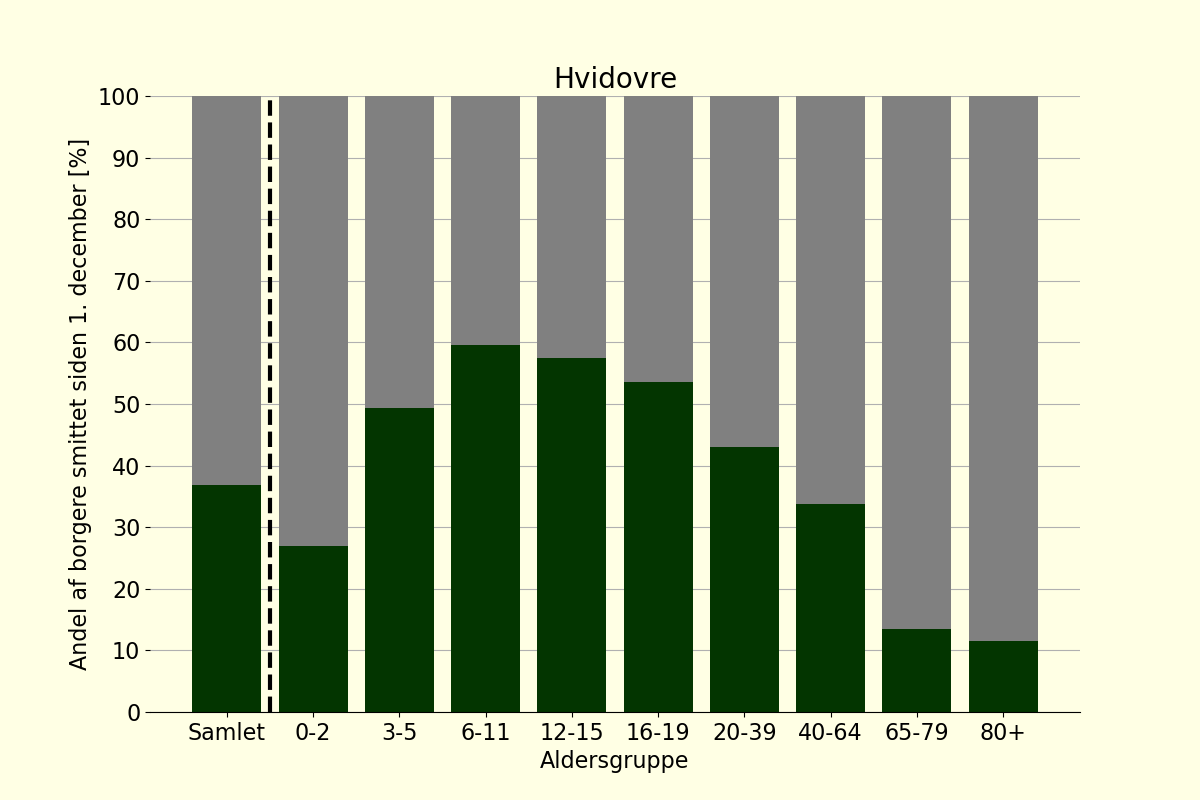 Hvidovre
Andel af borgere smittet siden 1. december [%]
100
90
80
70
60
50
40
30
20
10
0
Samlet 0-2 3-5 6-11 12-15 16-19 20-39 40-64 65-79 80+
Aldersgruppe